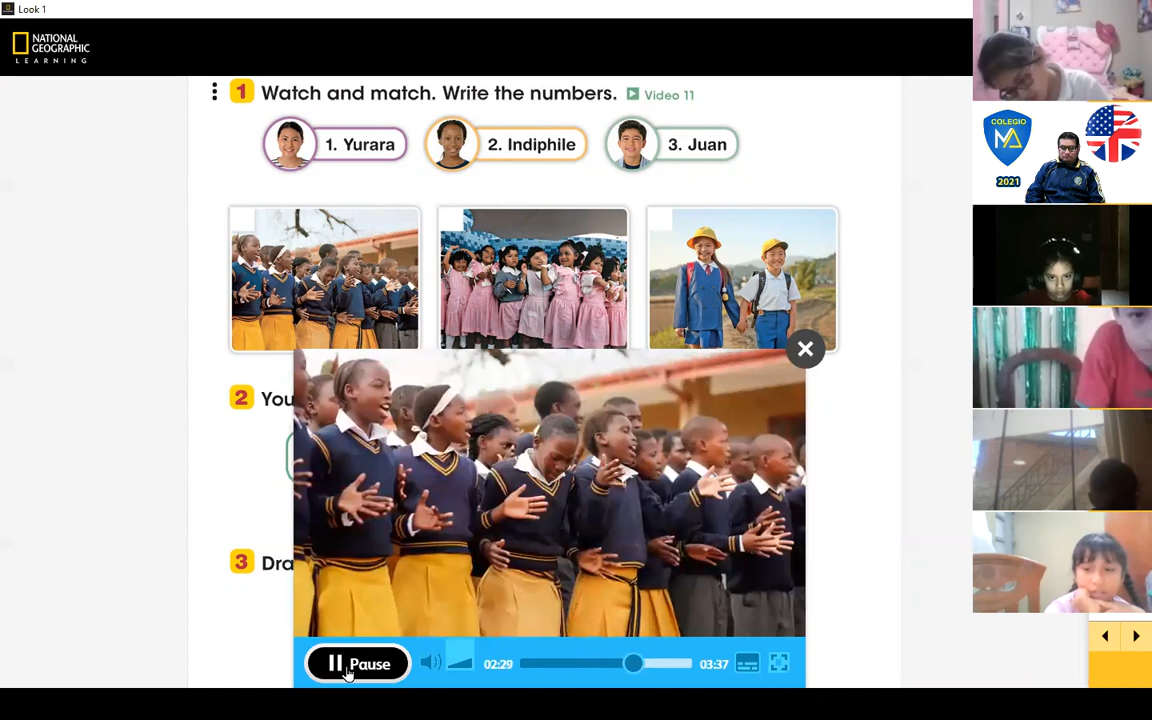 Look 1
NATIONAL
GEOGRAPHIC
LEARNING
1 Watch and match. Write the numbers. Video 11
1. Yurara
2. Indiphile
3. Juan
2 You
3 Dra
Pause
02:29
03:37
COLEGIO
MA
2021